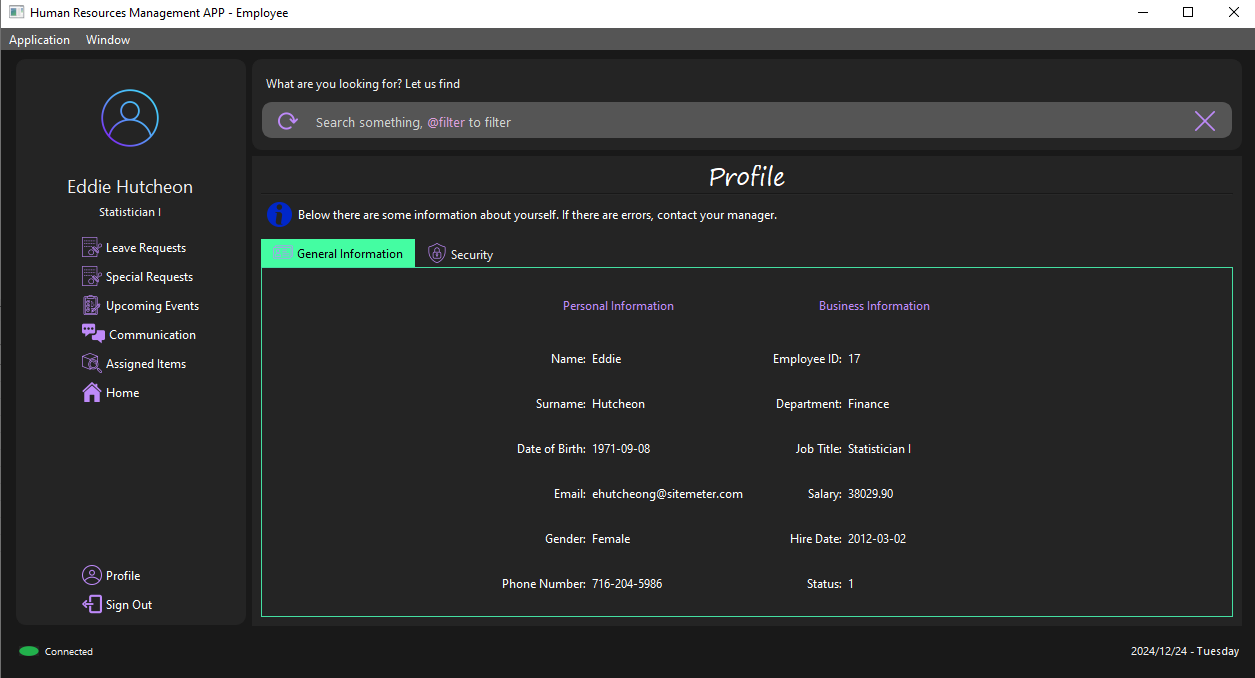 Human Resources Management APP - Employee
Application Window
Eddie Hutcheon
Statistician I
Leave Requests
Special Requests
Upcoming Events
Communication
Assigned Items
Home
Profile
Sign Out
What are you looking for? Let us find
Search something, @filter to filter
Profile
Below there are some information about yourself. If there are errors, contact your manager.
General Information Security
Personal Information Business Information
Name: Eddie Employee ID: 17
Surname: Hutcheon Department: Finance
Date of Birth: 1971-09-08 Job Title: Statistician I
Email: ehutcheong@sitemeter.com Salary: 38029.90
Gender: Female Hire Date: 2012-03-02
Phone Number: 716-204-5986 Status: 1
Connected 2024/12/24 - Tuesday